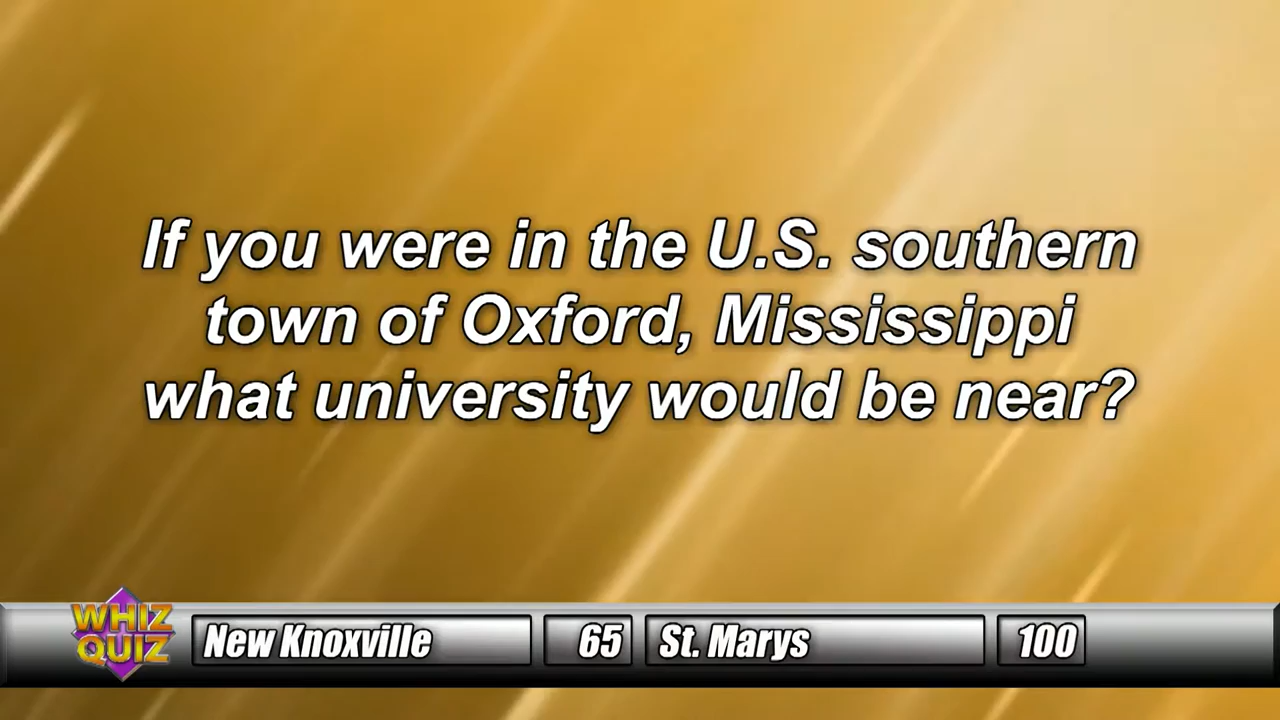 If you were in the U.S. southern
town of Oxford, Mississippi
what university would be near?
WHIZ
QUIZ
New Knoxville 65 St. Marys 100